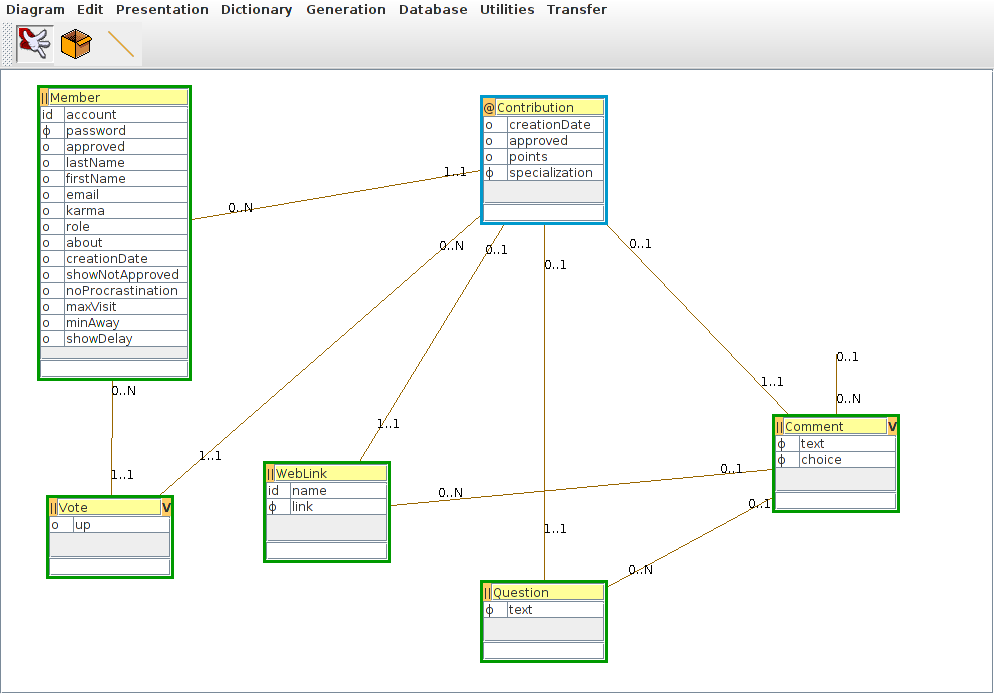 Diagram Edit Presentation Dictionary Generation Database Utilities Transfer
|| Member
id account
ϕ password
o approved
o lastName
o firstName
o email
o karma
o role
o about
o creationDate
o showNotApproved
o noProcrastination
o maxVisit
o minAway
o showDelay
@ Contribution
o creationDate
o approved
o points
ϕ specialization
1..1
0..N
0..N
0..1
0..1
0..1
0..1
0..N
1..1
0..N
1..1
1..1
1..1
|| Comment V
ϕ text
ϕ choice
|| WebLink
id name
ϕ link
0..N
0..1
0..1
|| Vote V
o up
1..1
0..N
|| Question
ϕ text